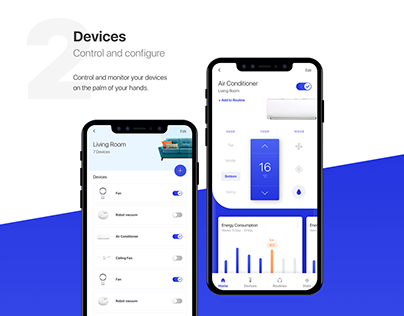 2
Devices
Control and configure
Control and monitor your devices
on the palm of your hands.
Edit
Living Room
7 Devices
Devices
Fan
Robot vacuum
Air Conditioner
Ceiling Fan
Fan
Robot vacuum
Edit
Air Conditioner
Living Room
+ Add to Routine
TEMP
MODE
Bottom
16
Energy Consumption
Home
Devices
Routines